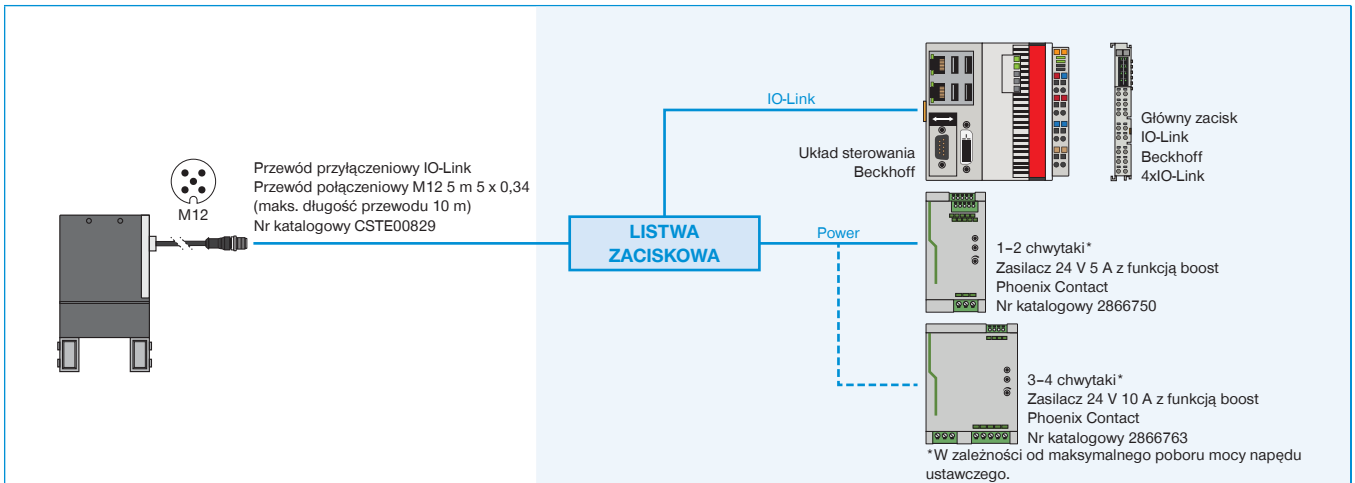 M12
Przewód przyłączeniowy IO-Link
Przewód połączeniowy M12 5 m 5 x 0,34
(maks. długość przewodu 10 m)
Nr katalogowy CSTE00829
LISTWA
ZACISKOWA
IO-Link
Układ sterowania
Beckhoff
Główny zacisk
IO-Link
Beckhoff
4xIO-Link
Power
1–2 chwytaki*
Zasilacz 24 V 5 A z funkcją boost
Phoenix Contact
Nr katalogowy 2866750
3–4 chwytaki*
Zasilacz 24 V 10 A z funkcją boost
Phoenix Contact
Nr katalogowy 2866763
*W zależności od maksymalnego poboru mocy napędu
ustawczego.